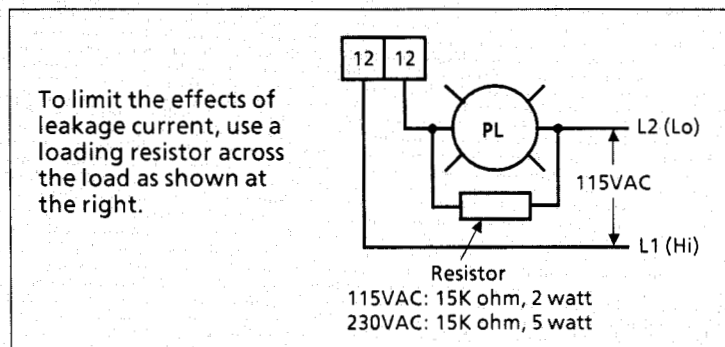 To limit the effects of
leakage current, use a
loading resistor across
the load as shown at
the right.
12 12
PL
L2 (Lo)
115VAC
L1 (Hi)
Resistor
115VAC: 15K ohm, 2 watt
230VAC: 15K ohm, 5 watt